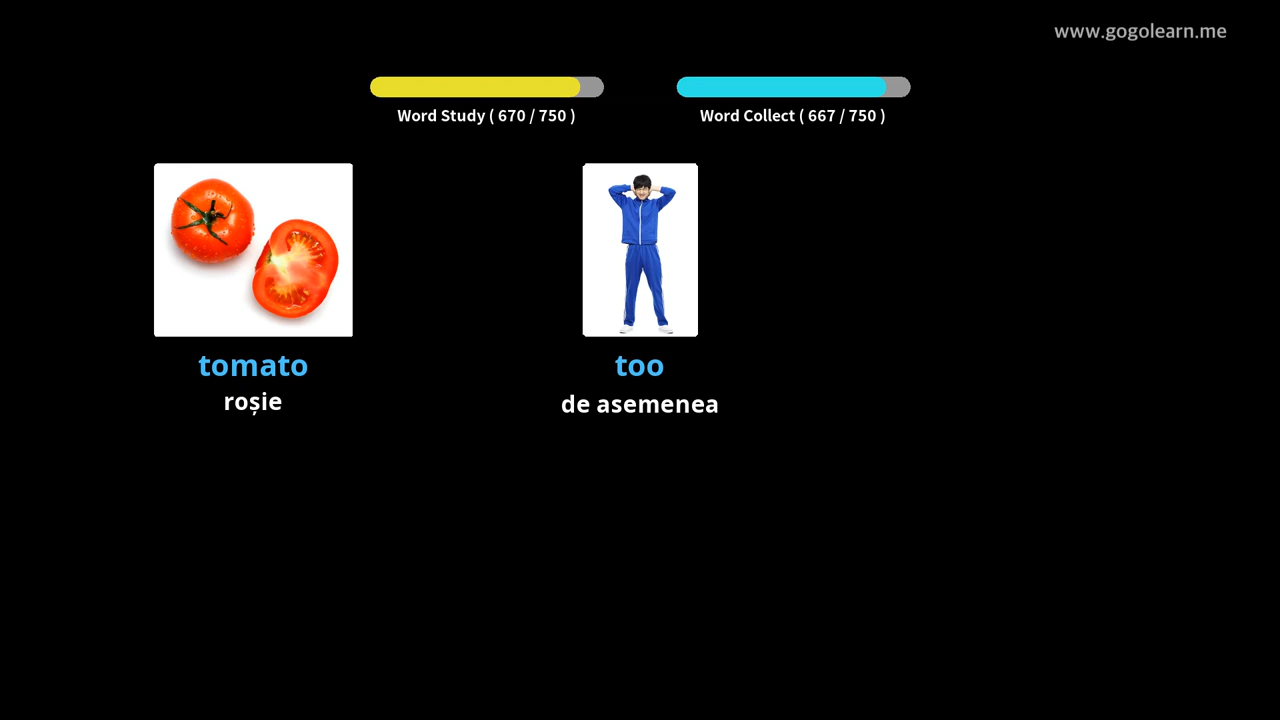 www.gogolearn.me
Word Study ( 670 / 750 )
Word Collect ( 667 / 750 )
tomato
roșie
too
de asemenea